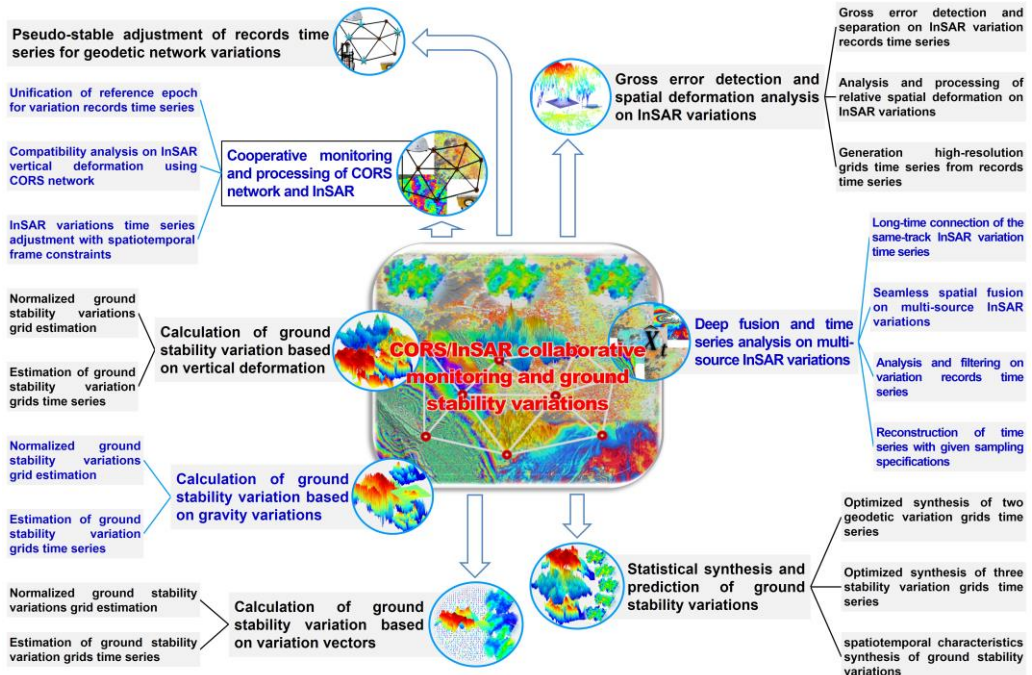 Pseudo-stable adjustment of records time
series for geodetic network variations
Unification of reference epoch
for variation records time series
Compatibility analysis on InSAR
vertical deformation using
CORS network
InSAR variations time series
adjustment with spatiotemporal
frame constraints
Cooperative monitoring
and processing of CORS
network and InSAR
Gross error detection and
spatial deformation analysis
on InSAR variations
Gross error detection and
separation on InSAR variation
records time series
Analysis and processing of
relative spatial deformation on
InSAR variations
Generation high-resolution
grids time series from records
time series
Normalized ground
stability variations
grid estimation
Estimation of ground
stability variation
grids time series
Calculation of ground
stability variation based
on vertical deformation
CORS/InSAR collaborative
monitoring and ground
stability variations
X̂t
Deep fusion and time
series analysis on multi-
source InSAR variations
Long-time connection of the
same-track InSAR variation
time series
Seamless spatial fusion
on multi-source InSAR
variations
Analysis and filtering on
variation records time
series
Reconstruction of time
series with given sampling
specifications
Normalized ground
stability variations
grid estimation
Estimation of ground
stability variation
grids time series
Calculation of ground
stability variation based
on gravity variations
Normalized ground stability
variations grid estimation
Estimation of ground stability
variation grids time series
Calculation of ground
stability variation based
on variation vectors
Statistical synthesis and
prediction of ground
stability variations
Optimized synthesis of two
geodetic variation grids time
series
Optimized synthesis of three
stability variation grids time
series
spatiotemporal characteristics
synthesis of ground stability
variations